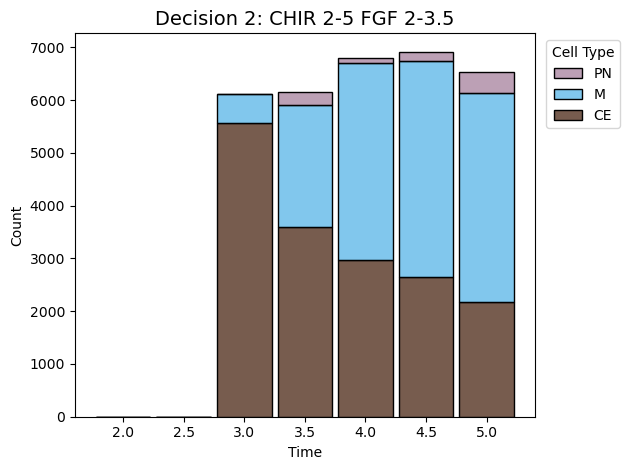 Decision 2: CHIR 2-5 FGF 2-3.5
Cell Type
PN
M
CE
7000
6000
5000
4000
3000
2000
1000
0
Count
2.0 2.5 3.0 3.5 4.0 4.5 5.0
Time